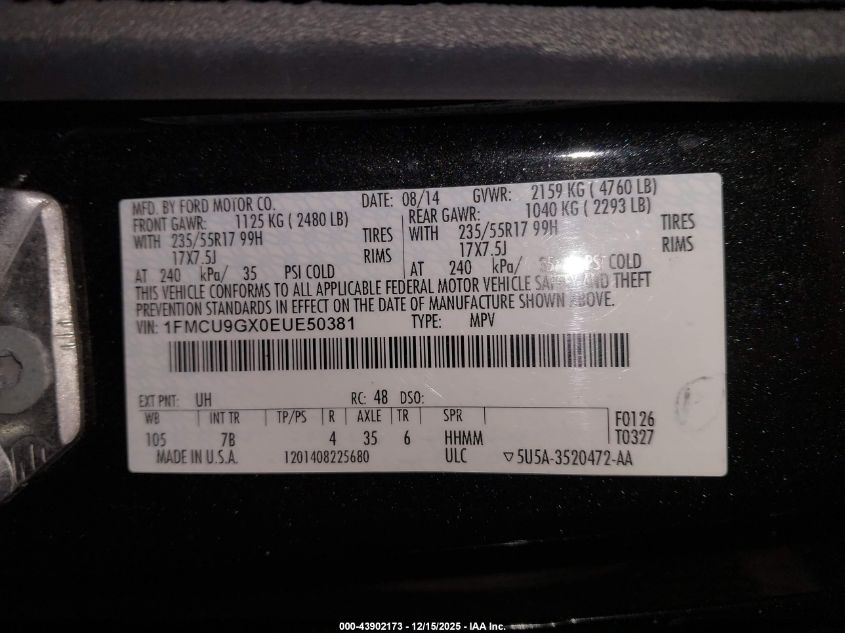 MFD. BY FORD MOTOR CO. DATE: 08/14 GVWR: 2159 KG ( 4760 LB)
FRONT GAWR: 1125 KG ( 2480 LB) REAR GAWR: 1040 KG ( 2293 LB)
WITH 235/55R17 99H TIRES WITH 235/55R17 99H TIRES
17X7.5J RIMS 17X7.5J RIMS
AT 240 kPa/ 35 PSI COLD AT 240 kPa/ COLD
THIS VEHICLE CONFORMS TO ALL APPLICABLE FEDERAL MOTOR VEHICLE SAFETY AND THEFT
PREVENTION STANDARDS IN EFFECT ON THE DATE OF MANUFACTURE SHOWN ABOVE.
VIN: 1FMCU9GX0EUE50381 TYPE: MPV
EXT PNT: UH RC: 48 DSO:
WB INT TR TP/PS R AXLE TR SPR F0126
105 7B 4 35 6 HHMM T0327
MADE IN U.S.A. 1201408225680 ULC ▽5U5A-3520472-AA
000-43902173 - 12/15/2025 - IAA Inc.